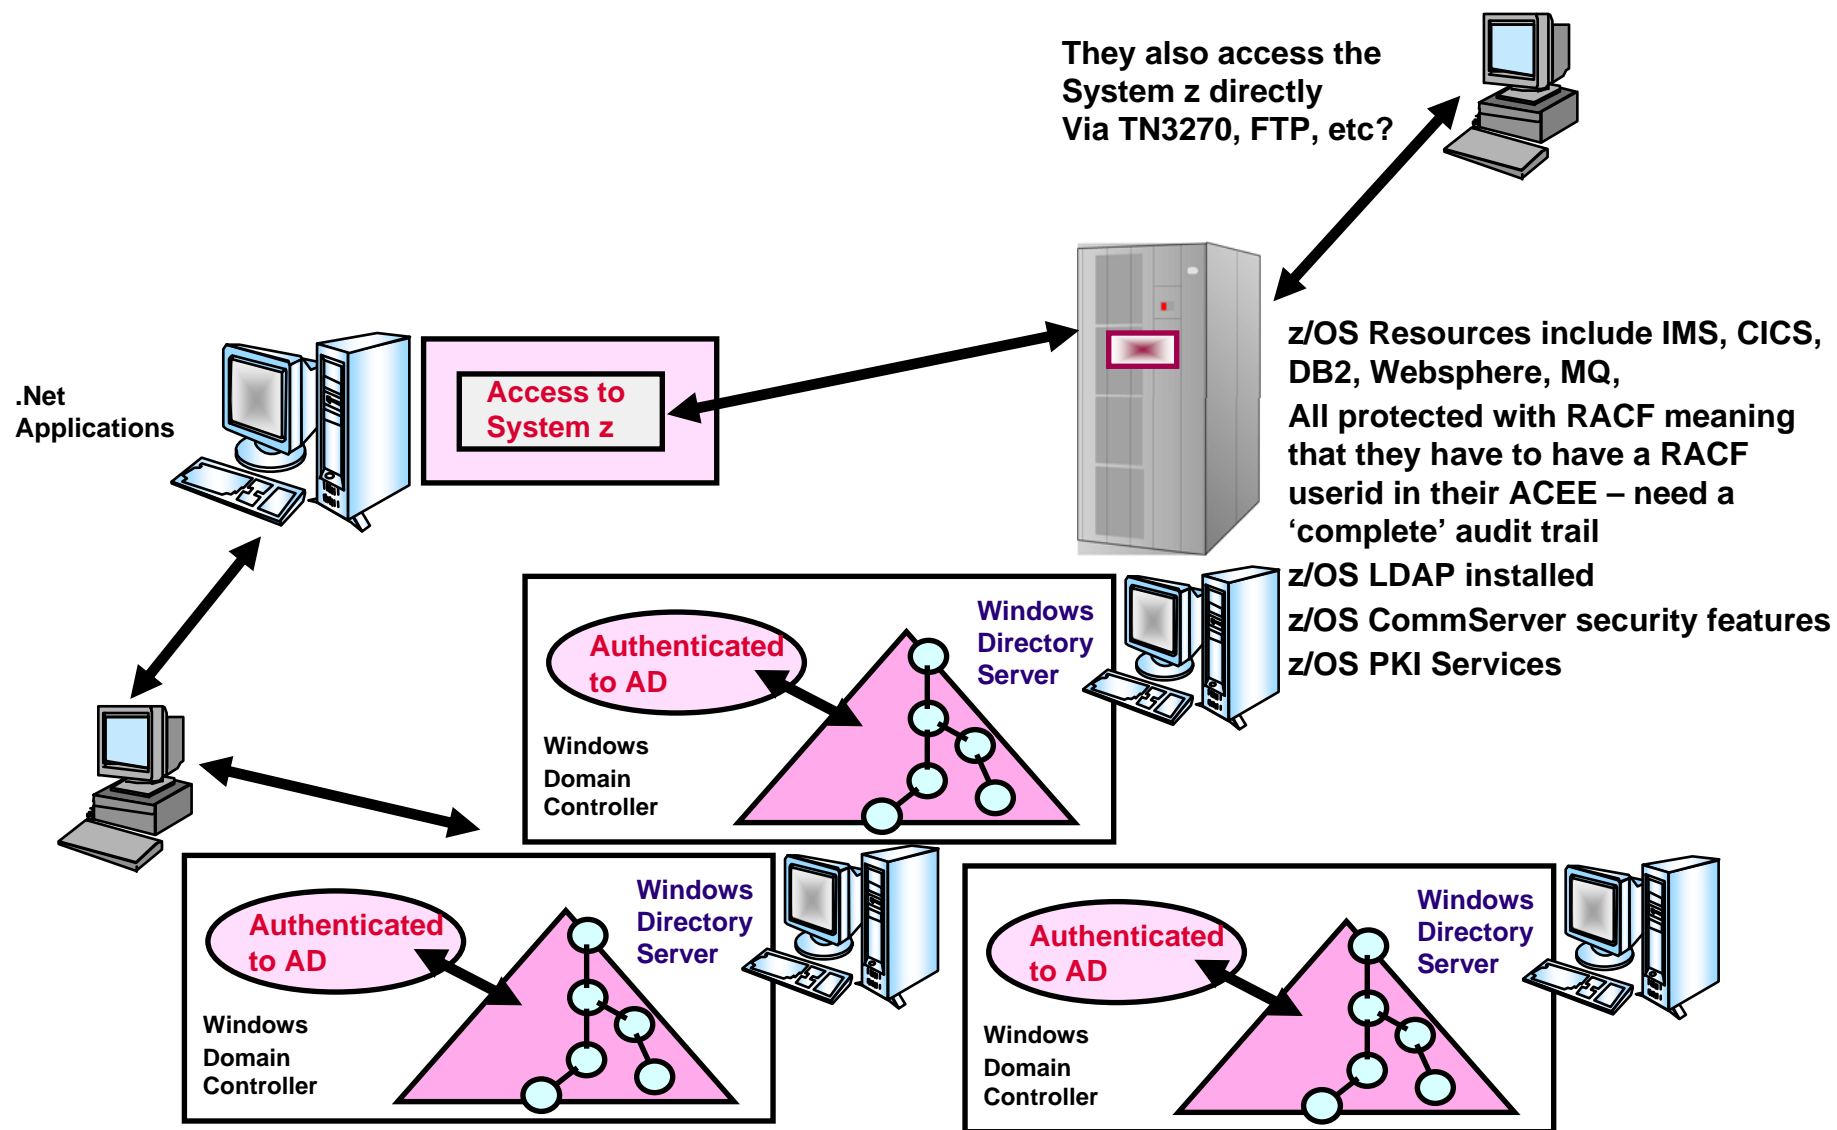 They also access the
System z directly
Via TN3270, FTP, etc?
.Net
Applications
Access to
System z
z/OS Resources include IMS, CICS,
DB2, Websphere, MQ,
All protected with RACF meaning
that they have to have a RACF
userid in their ACEE – need a
‘complete’ audit trail
z/OS LDAP installed
z/OS CommServer security features
z/OS PKI Services
Authenticated
to AD
Windows
Directory
Server
Windows
Domain
Controller
Authenticated
to AD
Windows
Directory
Server
Windows
Domain
Controller
Authenticated
to AD
Windows
Directory
Server
Windows
Domain
Controller